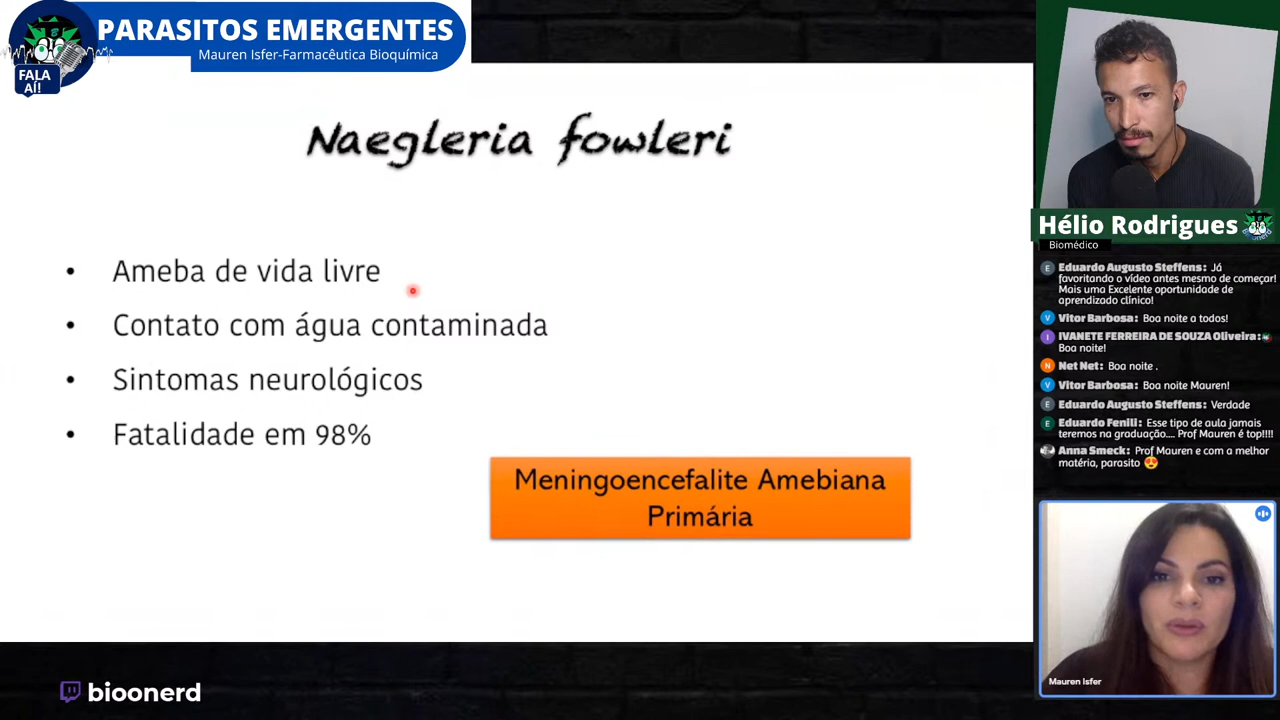 PARASITOS EMERGENTES
Mauren Isfer-Farmacêutica Bioquímica
FALA
AÍ!
Naegleria fowleri
• Ameba de vida livre
• Contato com água contaminada
• Sintomas neurológicos
• Fatalidade em 98%
Meningoencefalite Amebiana
Primária
bioonerd
Hélio Rodrigues
Biomédico
E Eduardo Augusto Steffens: Já
favoritando o vídeo antes mesmo de começar!
Mais uma Excelente oportunidade de
aprendizado clínico!
V Vitor Barbosa: Boa noite a todos!
I IVANETE FERREIRA DE SOUZA Oliveira:
Boa noite!
N Net Net: Boa noite .
V Vitor Barbosa: Boa noite Mauren!
E Eduardo Augusto Steffens: Verdade
E Eduardo Fenili: Esse tipo de aula jamais
teremos na graduação.... Prof Mauren é top!!!!
Anna Smeck: Prof Mauren e com a melhor
matéria, parasito 😍
Mauren Isfer